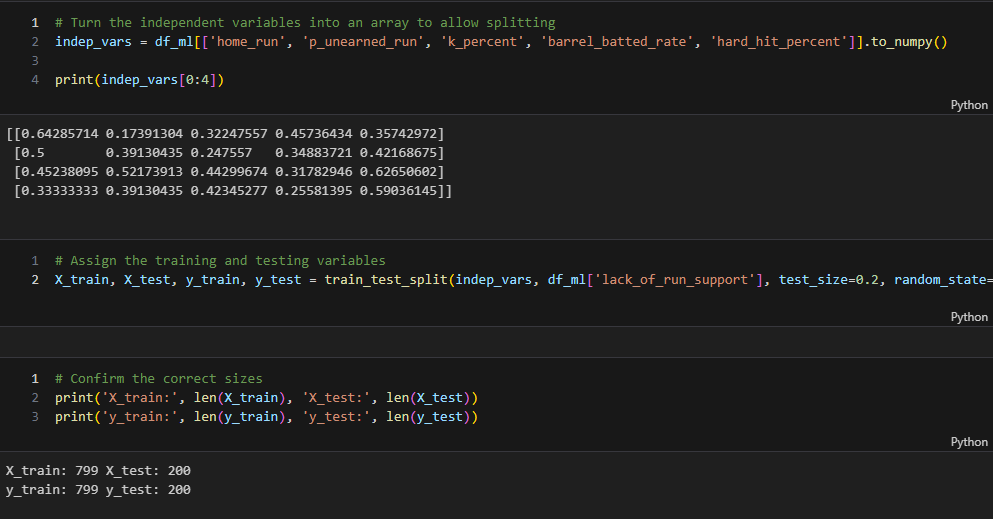 1 # Turn the independent variables into an array to allow splitting
2 indep_vars = df_ml[['home_run', 'p_unearned_run', 'k_percent', 'barrel_batted_rate', 'hard_hit_percent']].to_numpy()
3
4 print(indep_vars[0:4])
Python
[[0.64285714 0.17391304 0.32247557 0.45736434 0.35742972]
 [0.5        0.39130435 0.247557   0.34883721 0.42168675]
 [0.45238095 0.52173913 0.44299674 0.31782946 0.62650602]
 [0.33333333 0.39130435 0.42345277 0.25581395 0.59036145]]
1 # Assign the training and testing variables
2 X_train, X_test, y_train, y_test = train_test_split(indep_vars, df_ml['lack_of_run_support'], test_size=0.2, random_state=
Python
1 # Confirm the correct sizes
2 print('X_train:', len(X_train), 'X_test:', len(X_test))
3 print('y_train:', len(y_train), 'y_test:', len(y_test))
Python
X_train: 799 X_test: 200
y_train: 799 y_test: 200